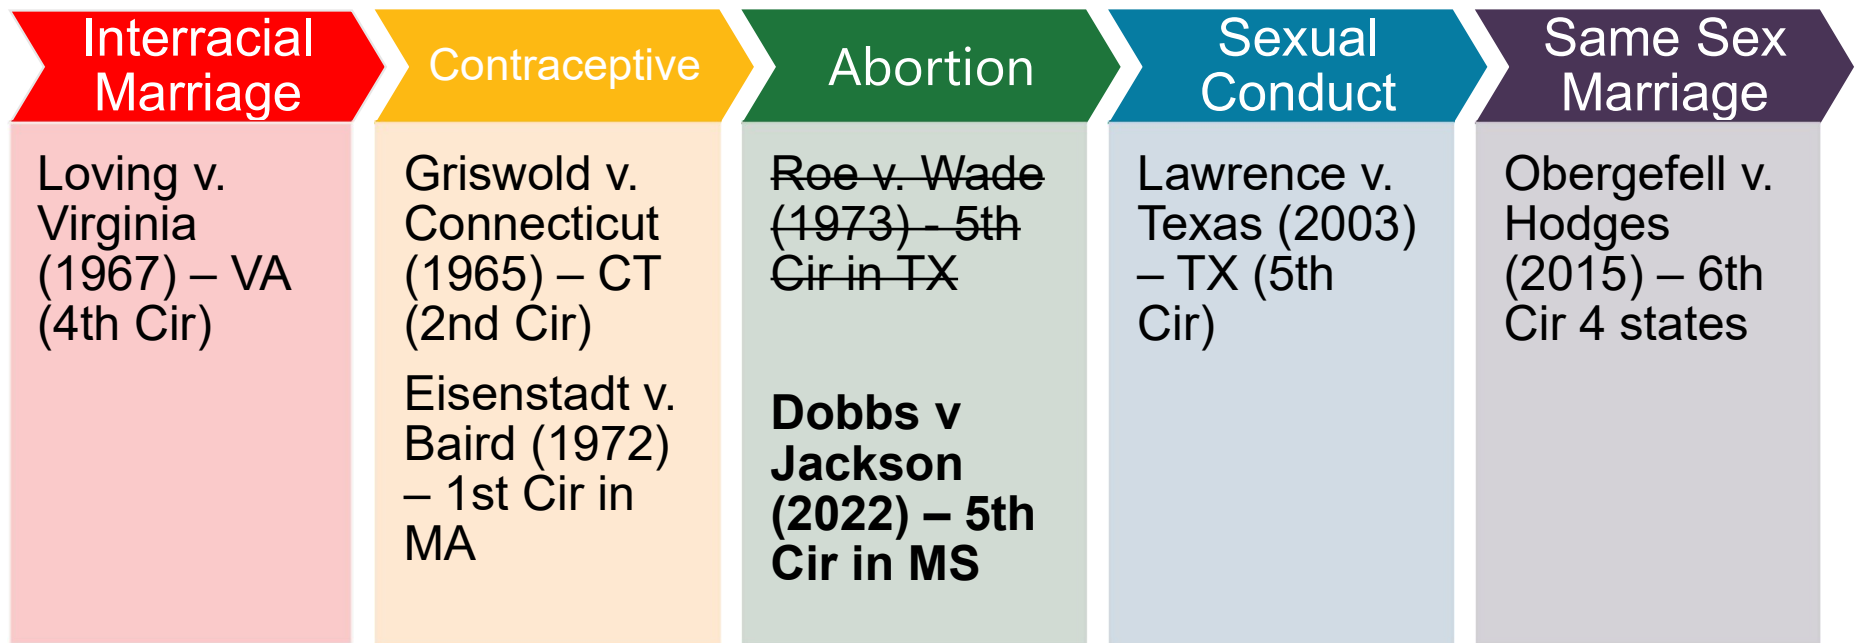 Interracial
Marriage
Loving v.
Virginia
(1967) – VA
(4th Cir)
Contraceptive
Griswold v.
Connecticut
(1965) – CT
(2nd Cir)
Eisenstadt v.
Baird (1972)
– 1st Cir in
MA
Abortion
Roe v. Wade
(1973) - 5th
Cir in TX
Dobbs v
Jackson
(2022) – 5th
Cir in MS
Sexual
Conduct
Lawrence v.
Texas (2003)
– TX (5th
Cir)
Same Sex
Marriage
Obergefell v.
Hodges
(2015) – 6th
Cir 4 states